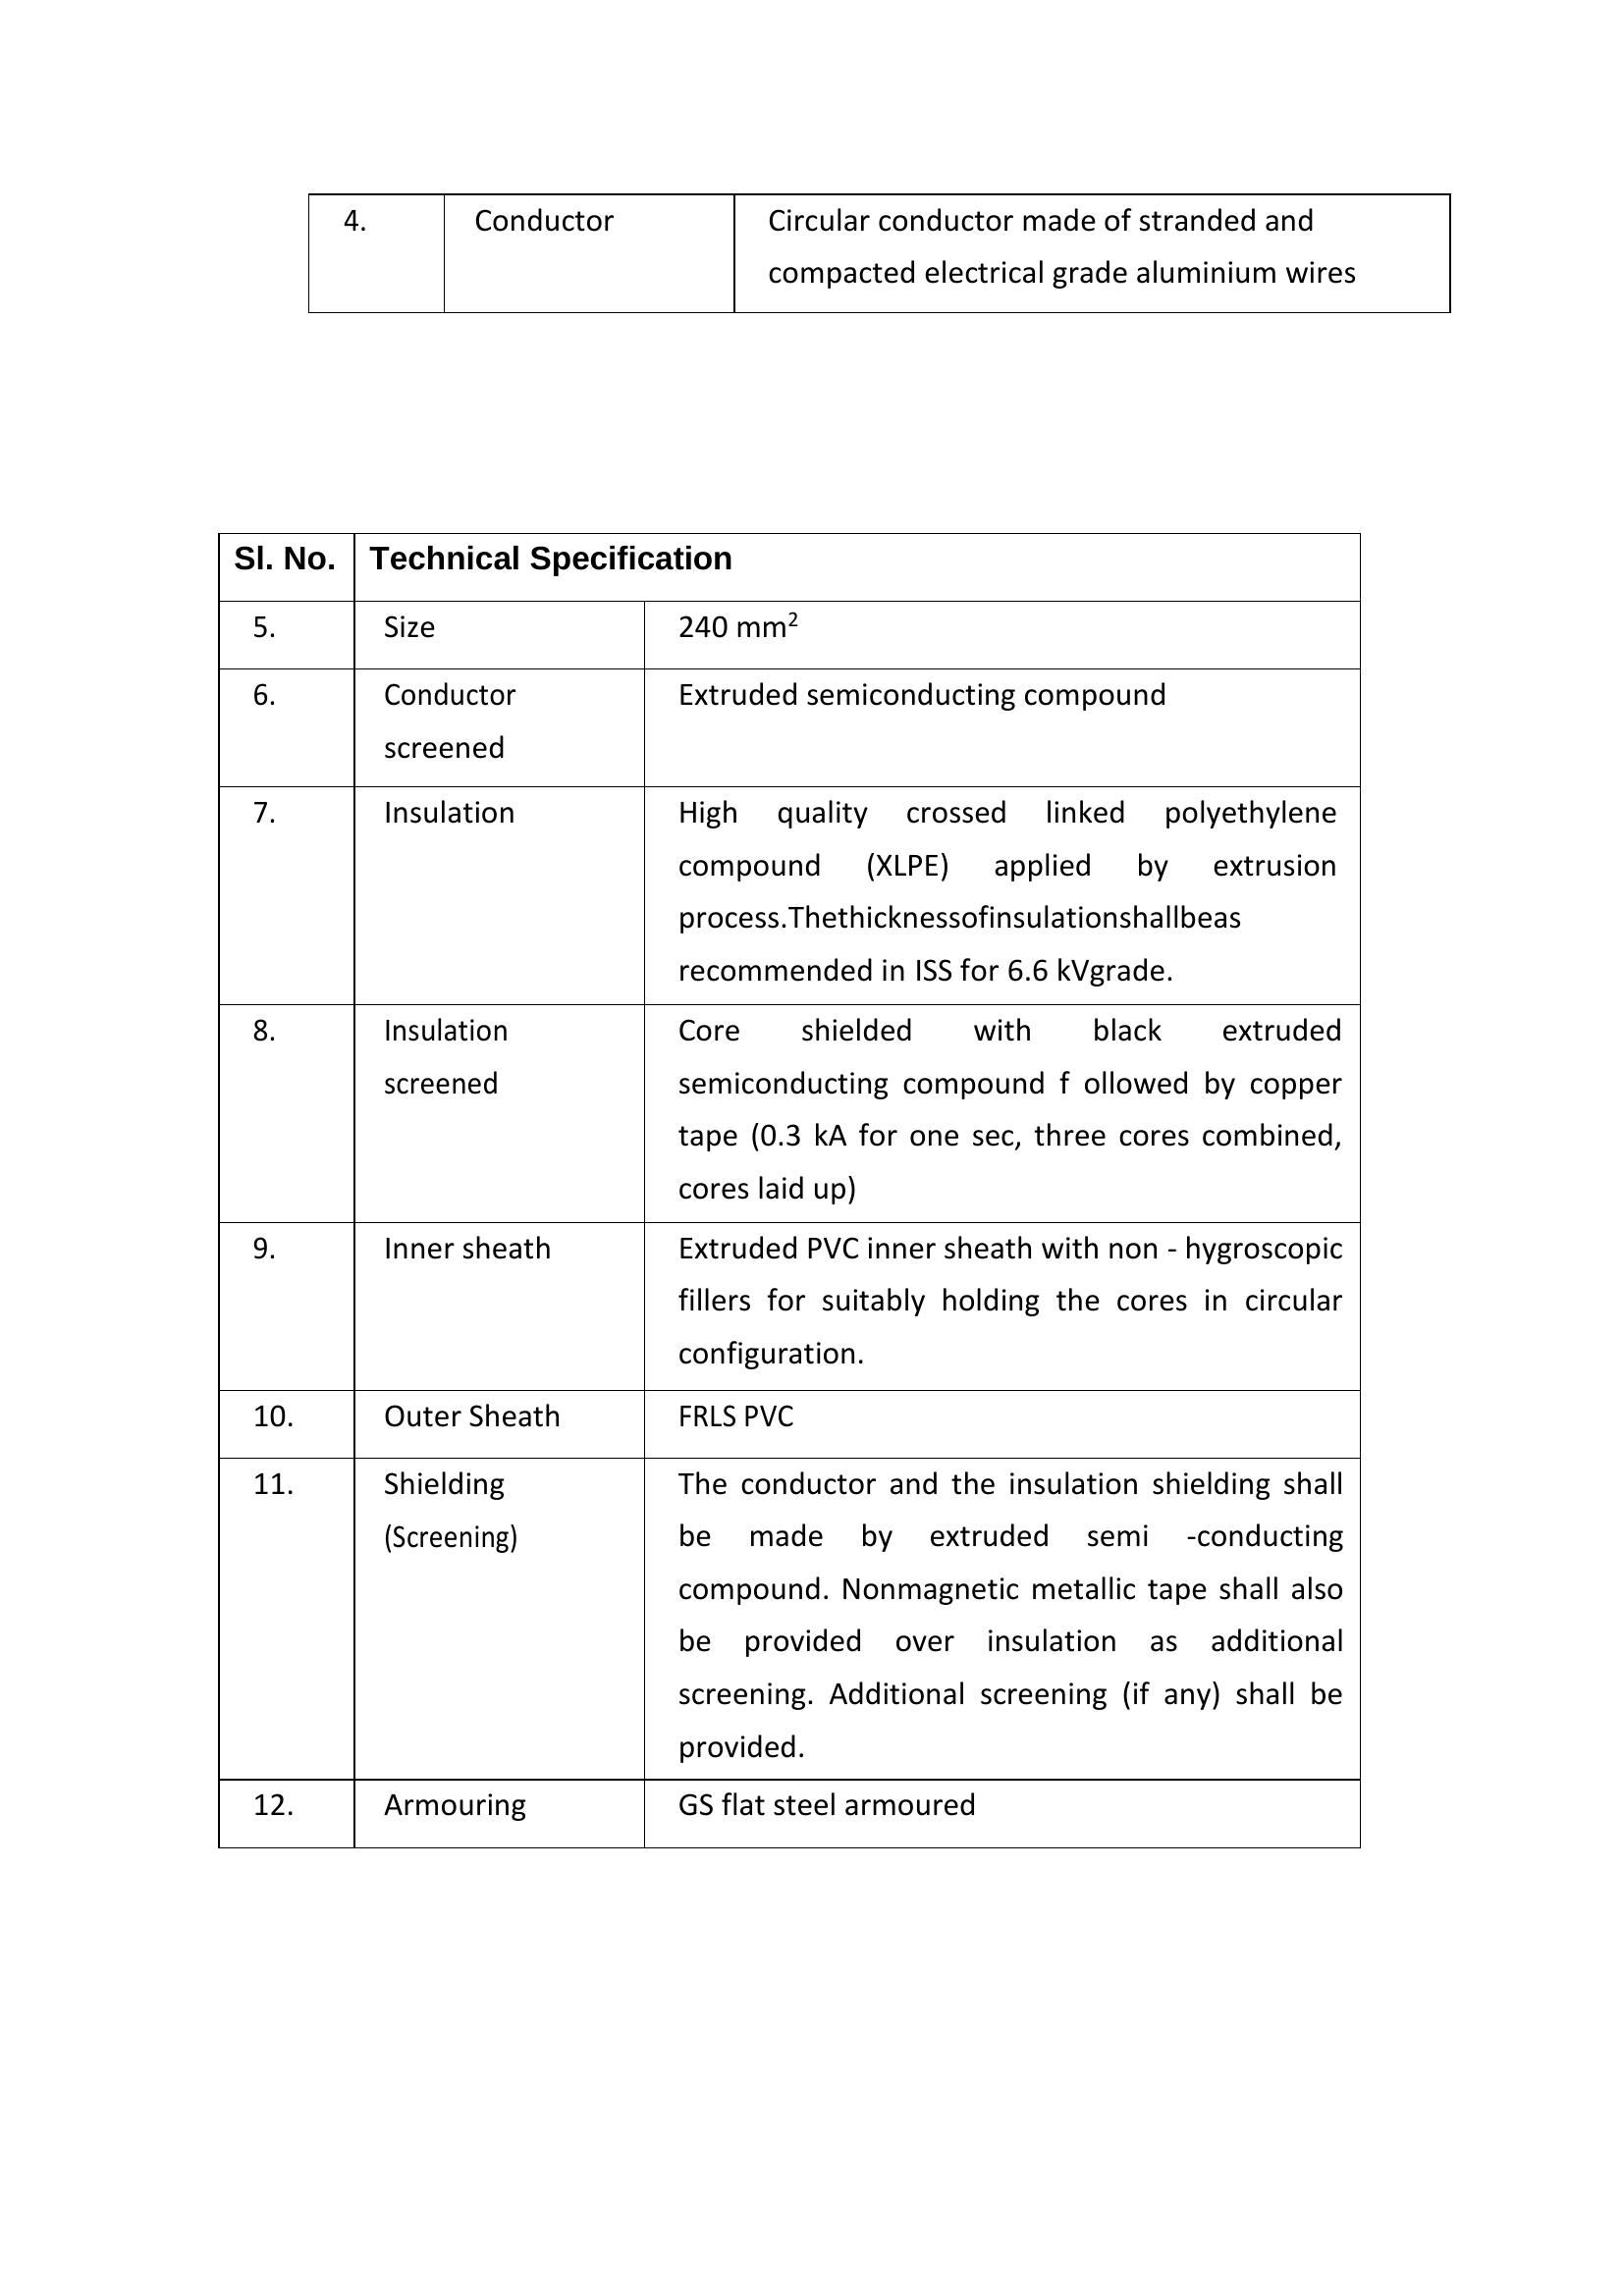 4. Conductor Circular conductor made of stranded and
compacted electrical grade aluminium wires
Sl. No. Technical Specification
5. Size 240 mm²
6. Conductor Extruded semiconducting compound
screened
7. Insulation High quality crossed linked polyethylene
compound (XLPE) applied by extrusion
process.Thethicknessofinsulationshallbeas
recommended in ISS for 6.6 kVgrade.
8. Insulation Core shielded with black extruded
screened semiconducting compound f ollowed by copper
tape (0.3 kA for one sec, three cores combined,
cores laid up)
9. Inner sheath Extruded PVC inner sheath with non - hygroscopic
fillers for suitably holding the cores in circular
configuration.
10. Outer Sheath FRLS PVC
11. Shielding The conductor and the insulation shielding shall
(Screening) be made by extruded semi -conducting
compound. Nonmagnetic metallic tape shall also
be provided over insulation as additional
screening. Additional screening (if any) shall be
provided.
12. Armouring GS flat steel armoured